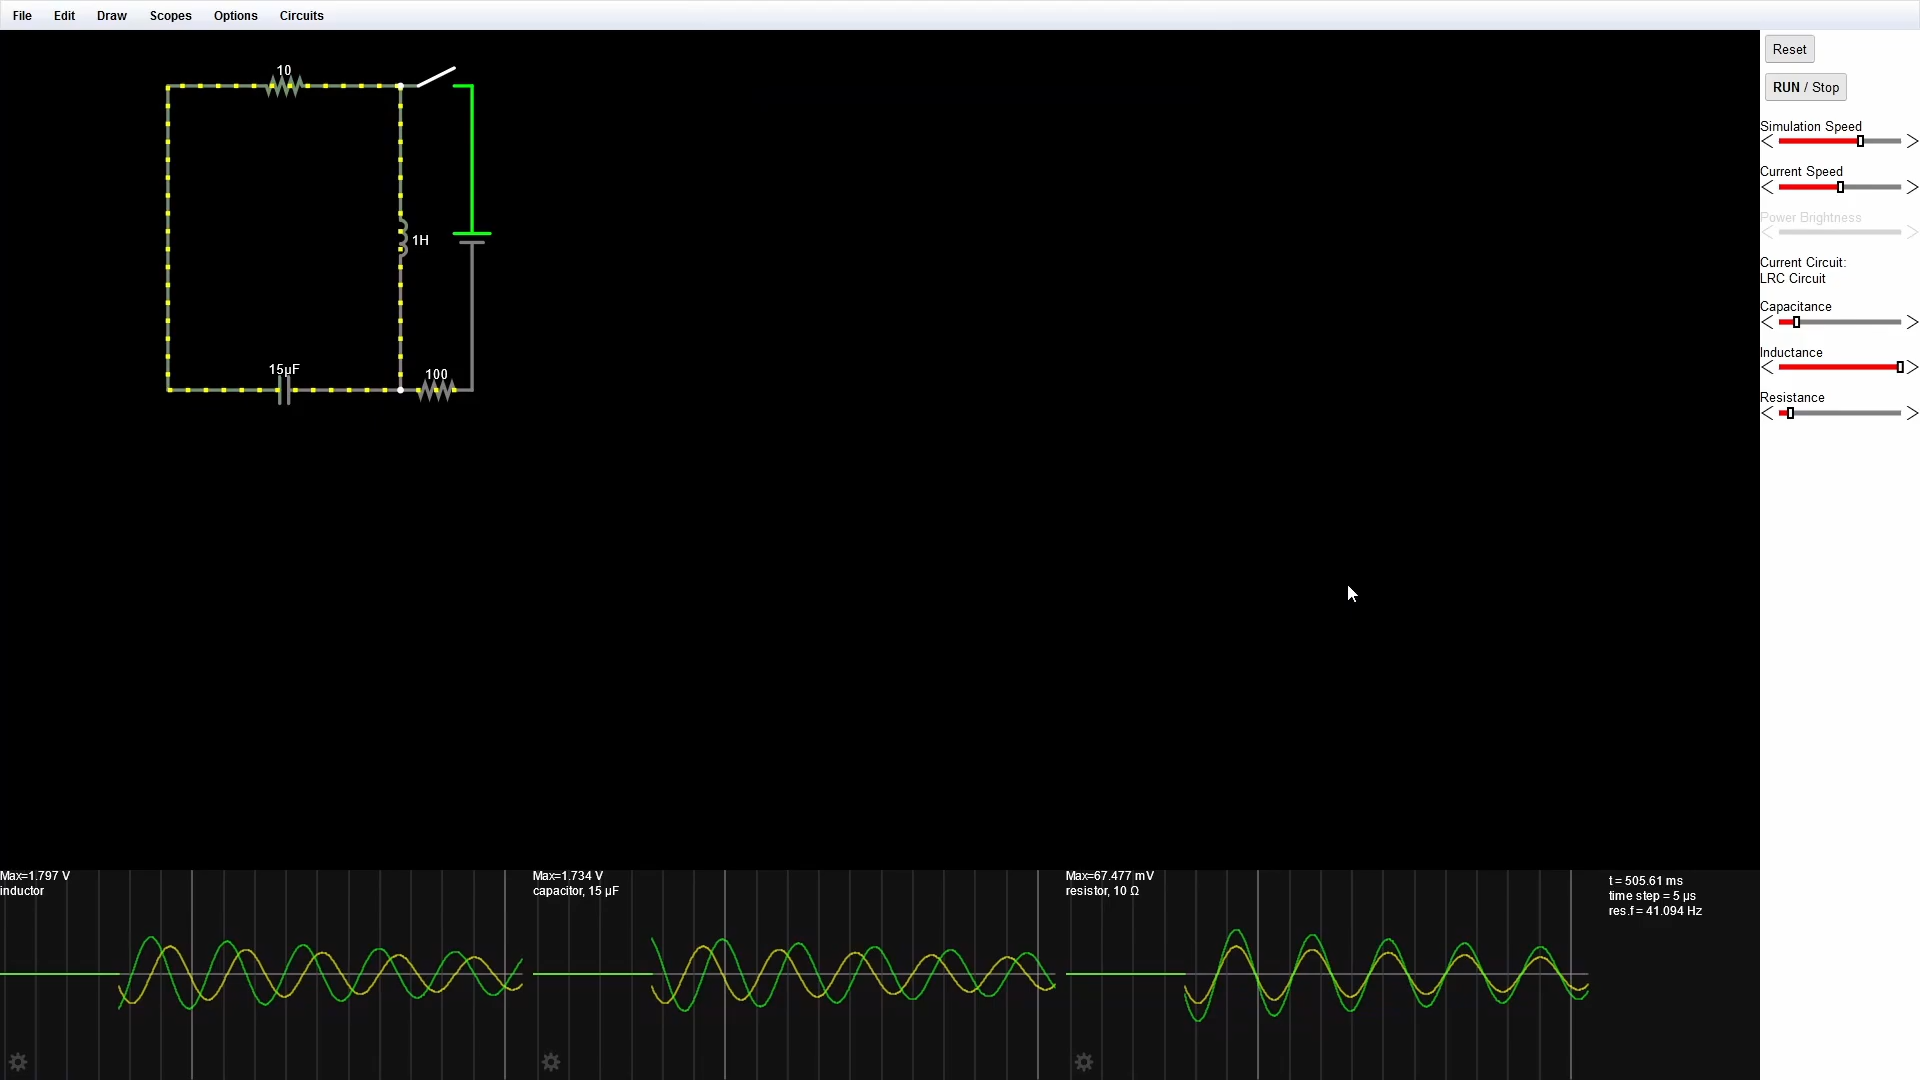 File Edit Draw Scopes Options Circuits
Reset
RUN / Stop
Simulation Speed
Current Speed
Power Brightness
Current Circuit:
LRC Circuit
Capacitance
Inductance
Resistance
10
1H
15μF
100
Max=1.797 V
inductor
Max=1.734 V
capacitor, 15 μF
Max=67.477 mV
resistor, 10 Ω
t = 505.61 ms
time step = 5 μs
res.f = 41.094 Hz